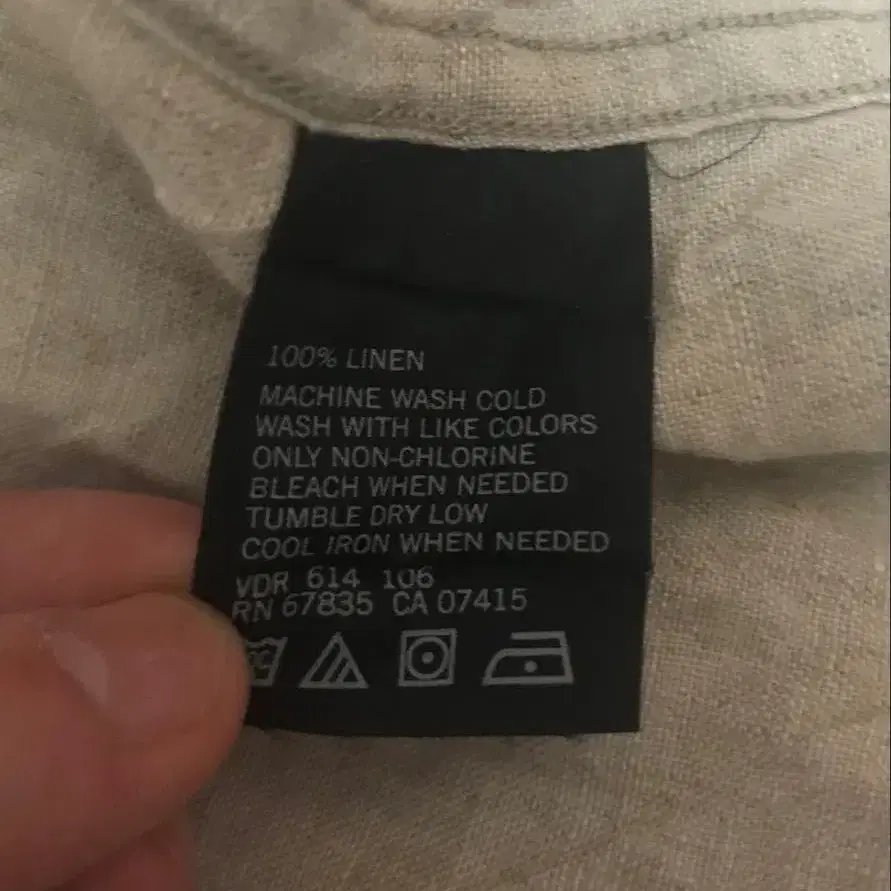 100% LINEN
MACHINE WASH COLD
WASH WITH LIKE COLORS
ONLY NON-CHLORINE
BLEACH WHEN NEEDED
TUMBLE DRY LOW
COOL IRON WHEN NEEDED
VDR 614 106
RN 67835 CA 07415